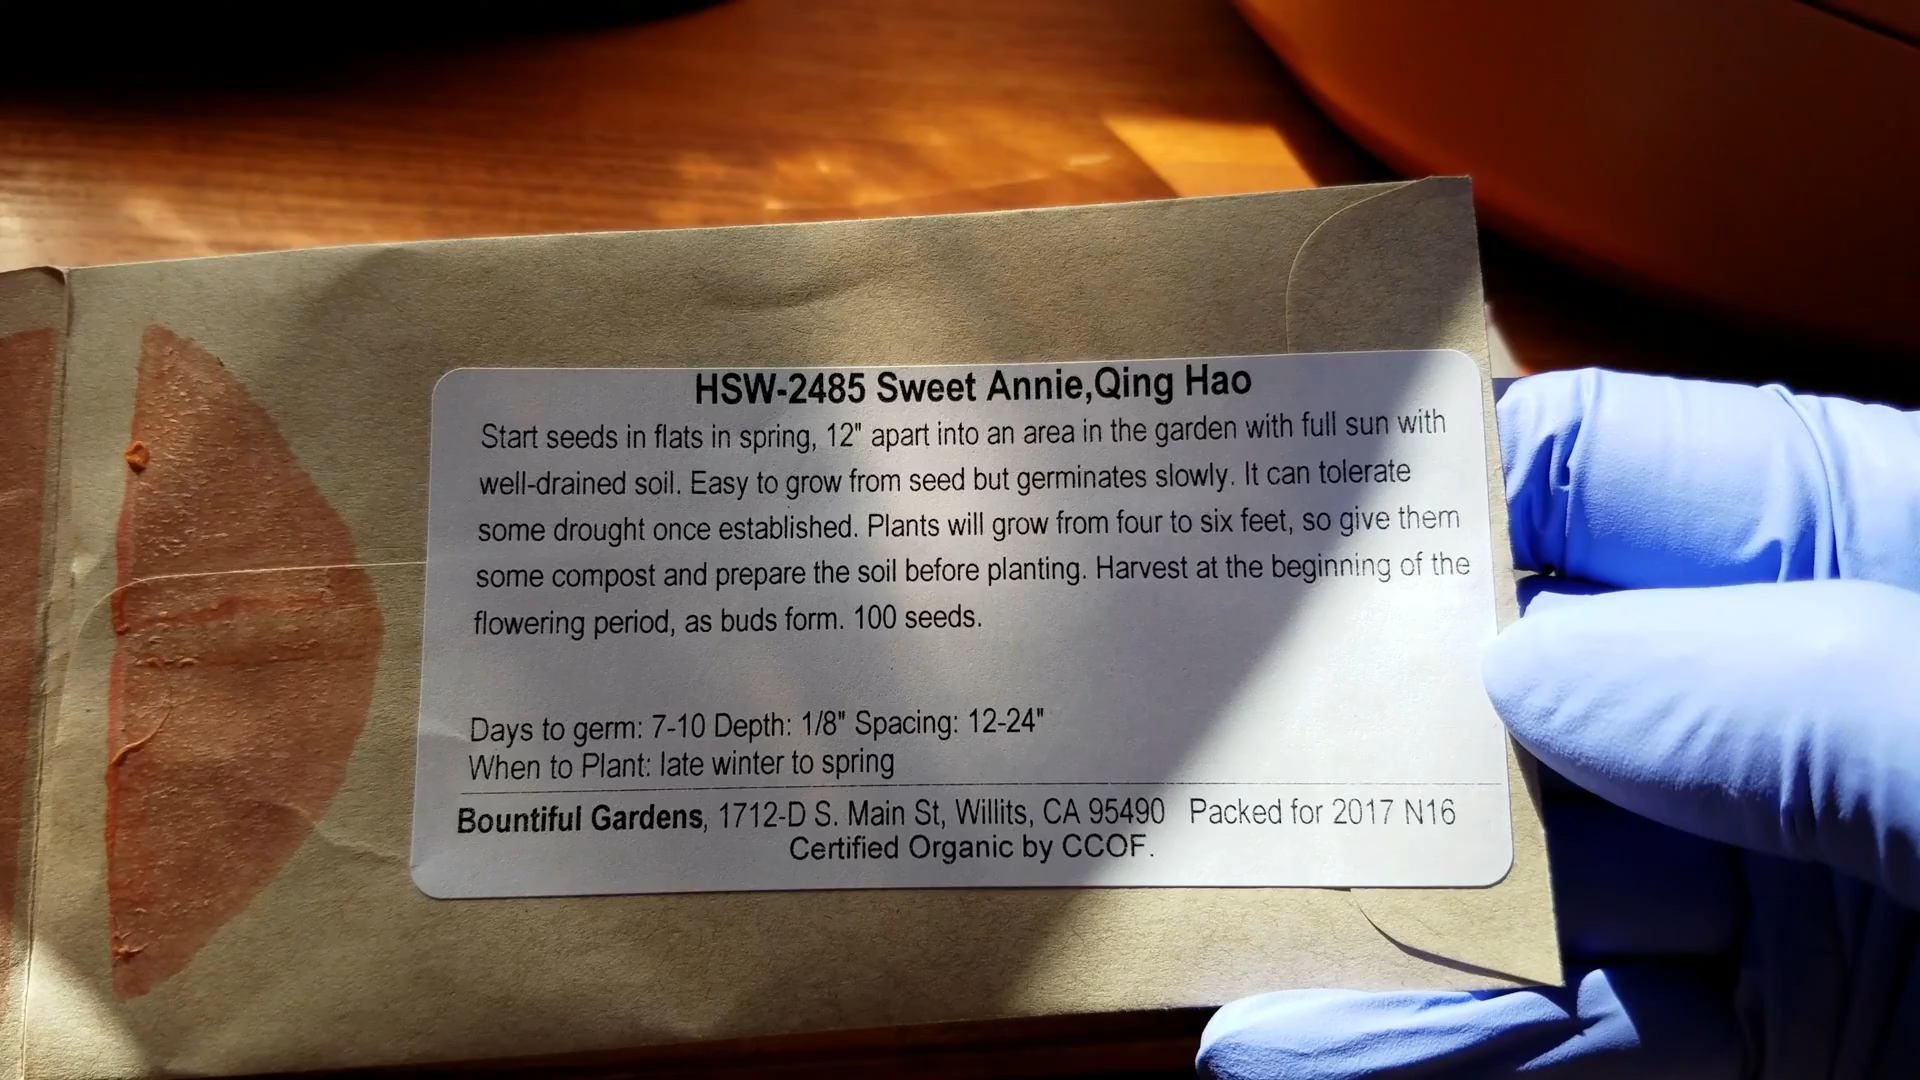 HSW-2485 Sweet Annie,Qing Hao
Start seeds in flats in spring, 12" apart into an area in the garden with full sun with
well-drained soil. Easy to grow from seed but germinates slowly. It can tolerate
some drought once established. Plants will grow from four to six feet, so give them
some compost and prepare the soil before planting. Harvest at the beginning of the
flowering period, as buds form. 100 seeds.
Days to germ: 7-10 Depth: 1/8" Spacing: 12-24"
When to Plant: late winter to spring
Bountiful Gardens, 1712-D S. Main St, Willits, CA 95490 Packed for 2017 N16
Certified Organic by CCOF.